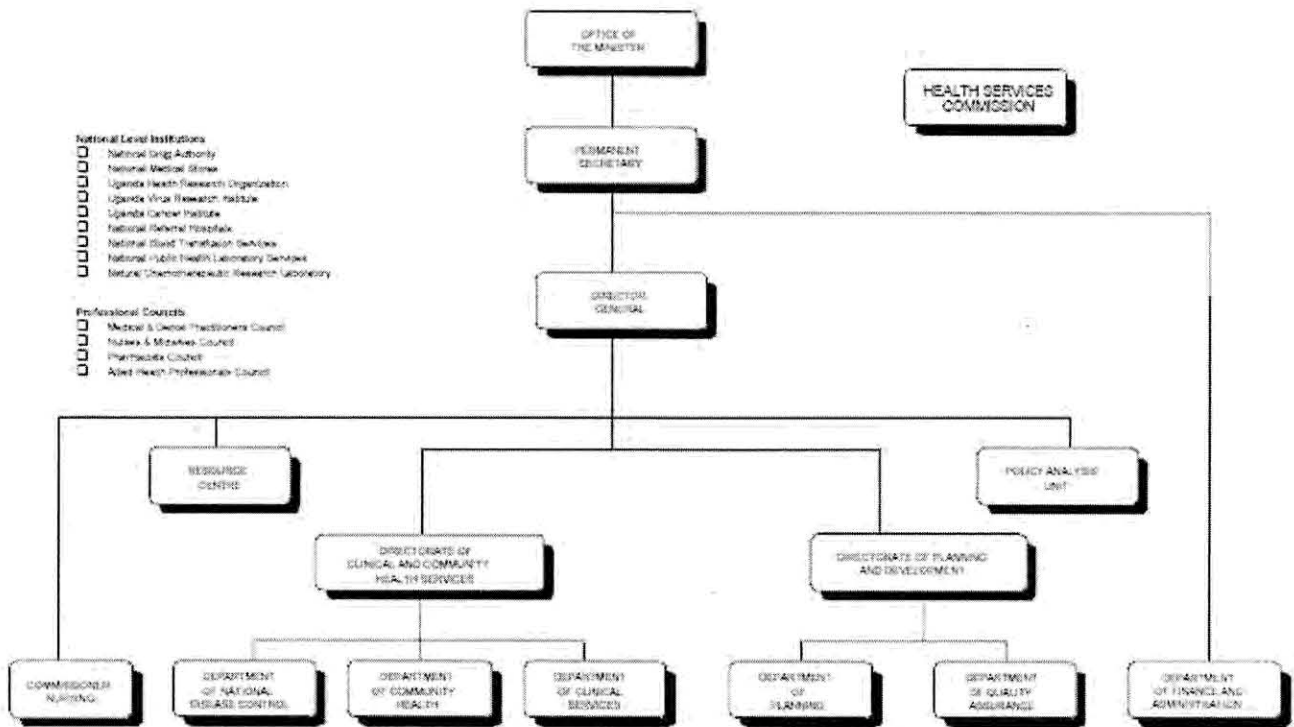 OFFICE OF
THE MINISTER
HEALTH SERVICES
COMMISSION
PERMANENT
SECRETARY
National Level Institutions
National Drug Authority
National Medical Stores
Uganda Health Research Organization
Uganda Virus Research Institute
Uganda Cancer Institute
National Referral Hospitals
National Blood Transfusion Services
National Public Health Laboratory Services
Natural Chemotherapeutic Research Laboratory
Professional Councils
Medical & Dental Practitioners Council
Nurses & Midwives Council
Pharmacists Council
Allied Health Professionals Council
DIRECTOR
GENERAL
RESOURCE
CENTRE
POLICY ANALYSIS
UNIT
DIRECTORATE OF
CLINICAL AND COMMUNITY
HEALTH SERVICES
DIRECTORATE OF PLANNING
AND DEVELOPMENT
COMMISSIONER
NURSING
DEPARTMENT
OF NATIONAL
DISEASE CONTROL
DEPARTMENT
OF COMMUNITY
HEALTH
DEPARTMENT
OF CLINICAL
SERVICES
DEPARTMENT
OF
PLANNING
DEPARTMENT
OF QUALITY
ASSURANCE
DEPARTMENT
OF FINANCE AND
ADMINISTRATION